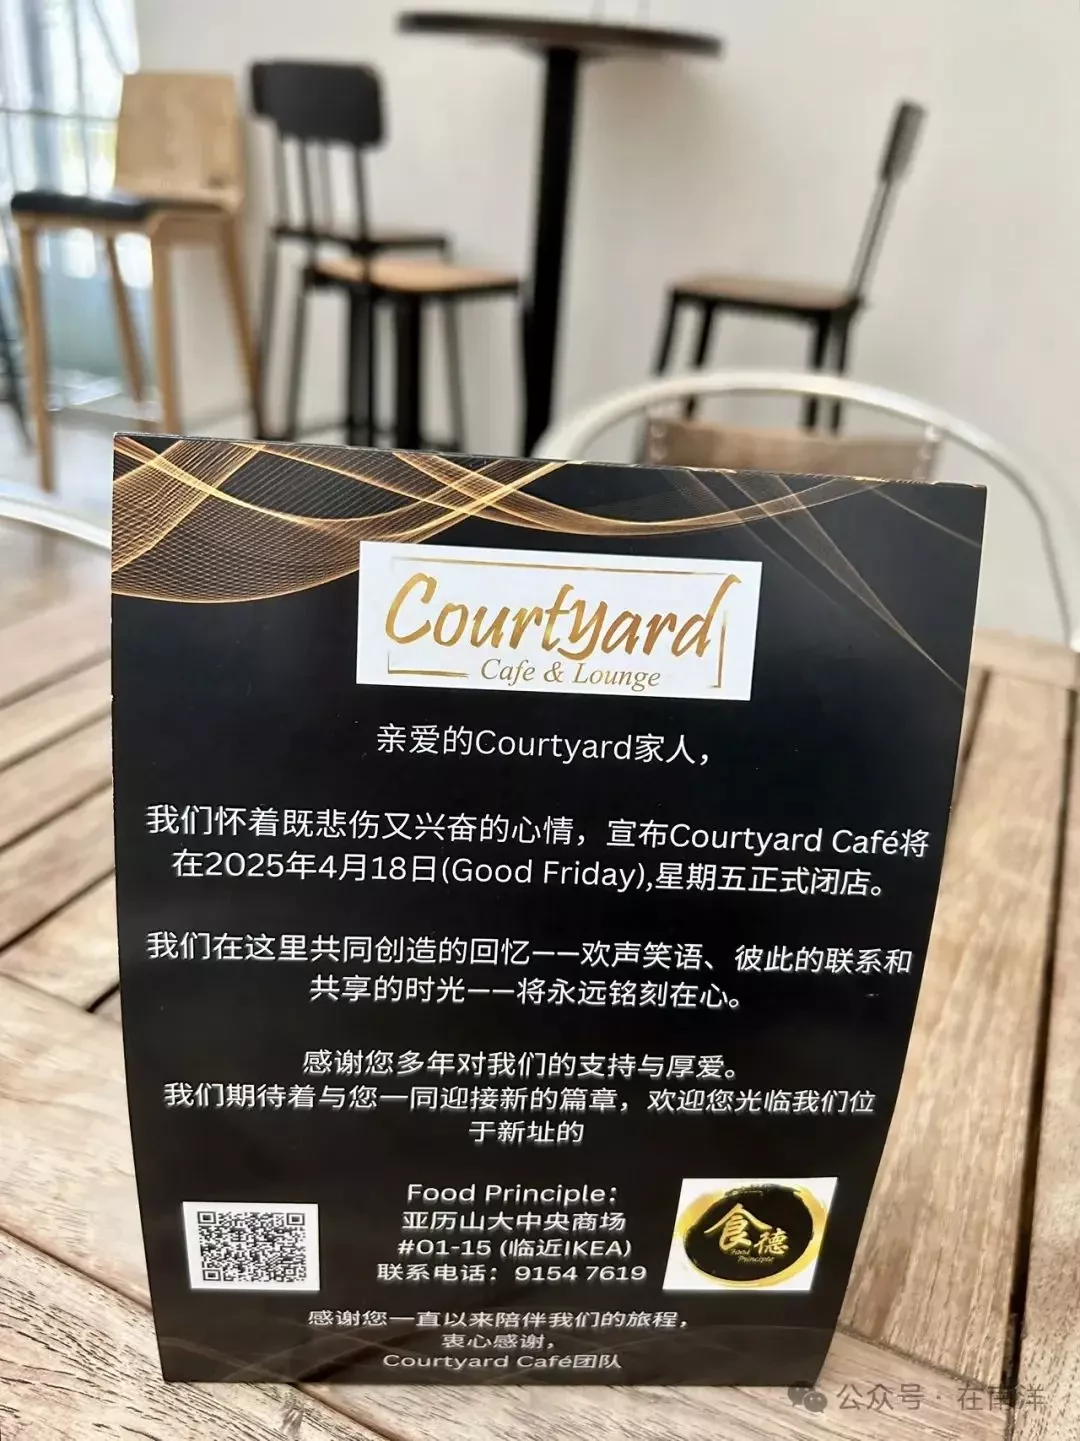 Courtyard
Cafe & Lounge
亲爱的Courtyard家人，
我们怀着既悲伤又兴奋的心情，宣布Courtyard Café将
在2025年4月18日(Good Friday),星期五正式闭店。
我们在这里共同创造的回忆——欢声笑语、彼此的联系和
共享的时光——将永远铭刻在心。
感谢您多年对我们的支持与厚爱。
我们期待着与您一同迎接新的篇章，欢迎您光临我们位
于新址的
Food Principle：
亚历山大中央商场
#01-15 (临近IKEA)
联系电话：9154 7619
食德
Food
Principle
感谢您一直以来陪伴我们的旅程，
衷心感谢，
Courtyard Café团队
公众号·在南洋